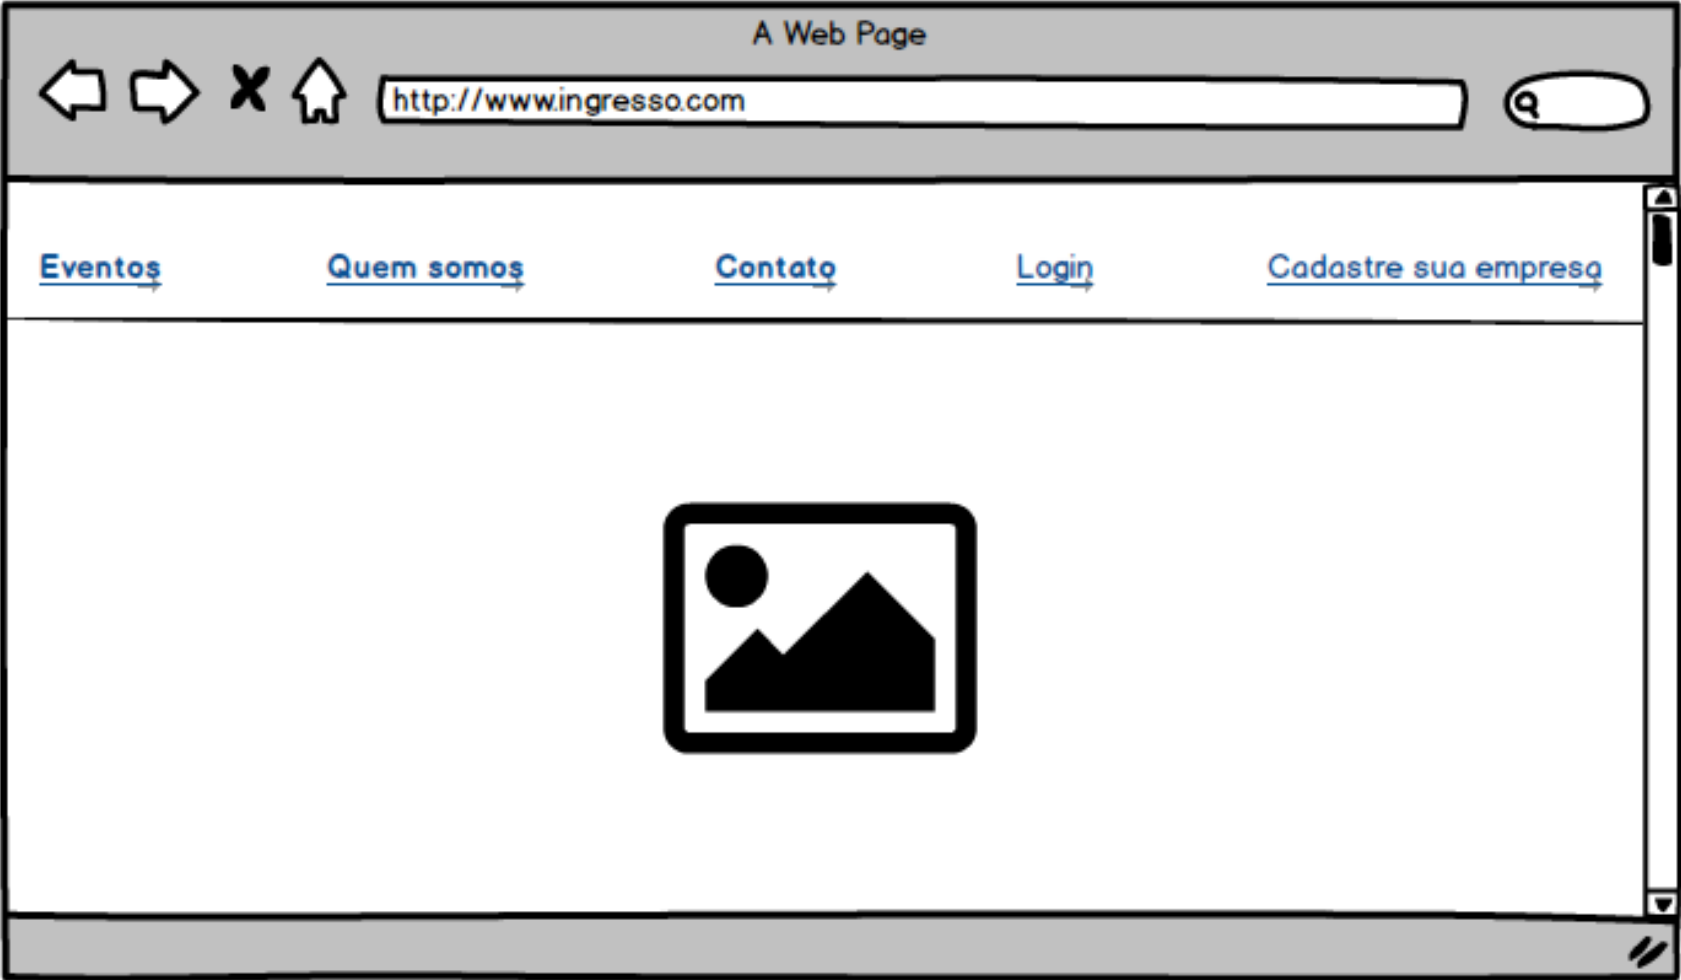 A Web Page
http://www.ingresso.com
Eventos Quem somos Contato Login Cadastre sua empresa